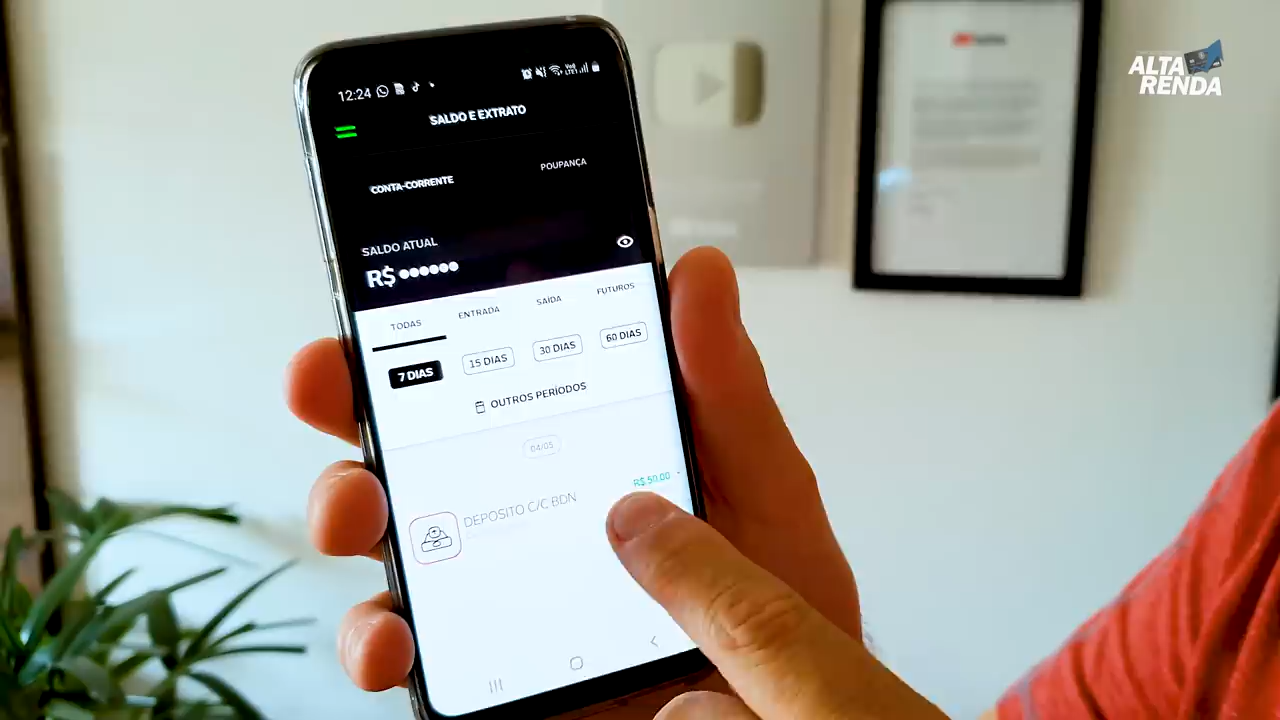 12:24
SALDO E EXTRATO
CONTA-CORRENTE
POUPANÇA
SALDO ATUAL
R$ ●●●●●●
TODAS
ENTRADA
SAÍDA
FUTUROS
7 DIAS
15 DIAS
30 DIAS
60 DIAS
OUTROS PERÍODOS
04/05
DEPOSITO C/C BDN
R$ 50,00
ALTA
RENDA